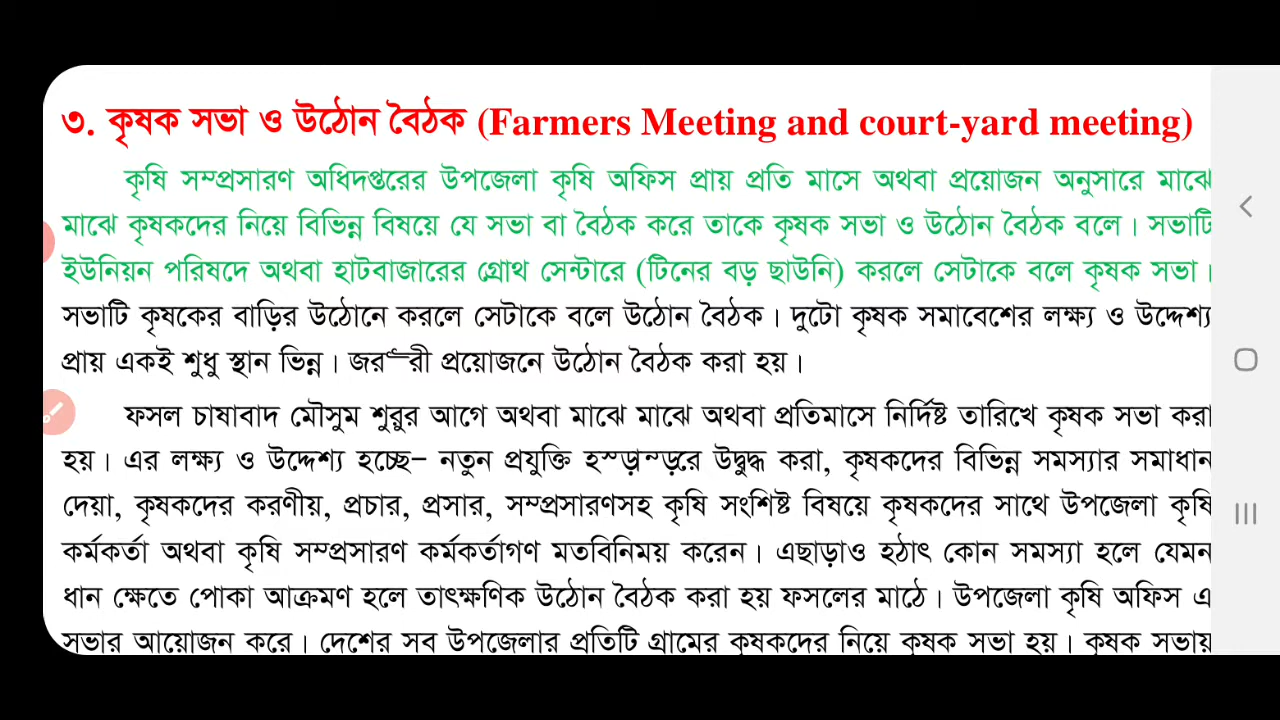 ৩. কৃষক সভা ও উঠোন বৈঠক (Farmers Meeting and court-yard meeting)
কৃষি সম্প্রসারণ অধিদপ্তরের উপজেলা কৃষি অফিস প্রায় প্রতি মাসে অথবা প্রয়োজন অনুসারে মাঝে
মাঝে কৃষকদের নিয়ে বিভিন্ন বিষয়ে যে সভা বা বৈঠক করে তাকে কৃষক সভা ও উঠোন বৈঠক বলে। সভাটি
ইউনিয়ন পরিষদে অথবা হাটবাজারের গ্রোথ সেন্টারে (টিনের বড় ছাউনি) করলে সেটাকে বলে কৃষক সভা।
সভাটি কৃষকের বাড়ির উঠোনে করলে সেটাকে বলে উঠোন বৈঠক। দুটো কৃষক সমাবেশের লক্ষ্য ও উদ্দেশ্য
প্রায় একই শুধু স্থান ভিন্ন। প্রয়োজনে উঠোন বৈঠক করা হয়।
ফসল চাষাবাদ মৌসুম শুরুর আগে অথবা মাঝে মাঝে অথবা প্রতিমাসে নির্দিষ্ট তারিখে কৃষক সভা করা
হয়। এর লক্ষ্য ও উদ্দেশ্য হচ্ছে– নতুন প্রযুক্তি উদ্বুদ্ধ করা, কৃষকদের বিভিন্ন সমস্যার সমাধান
দেয়া, কৃষকদের করণীয়, প্রচার, প্রসার, সম্প্রসারণসহ কৃষি সংশিষ্ট বিষয়ে কৃষকদের সাথে উপজেলা কৃষি
কর্মকর্তা অথবা কৃষি সম্প্রসারণ কর্মকর্তাগণ মতবিনিময় করেন। এছাড়াও হঠাৎ কোন সমস্যা হলে যেমন
ধান ক্ষেতে পোকা আক্রমণ হলে তাৎক্ষণিক উঠোন বৈঠক করা হয় ফসলের মাঠে। উপজেলা কৃষি অফিস এ
সভার আয়োজন করে। দেশের সব উপজেলার প্রতিটি গ্রামের কৃষকদের নিয়ে কৃষক সভা হয়। কৃষক সভায়